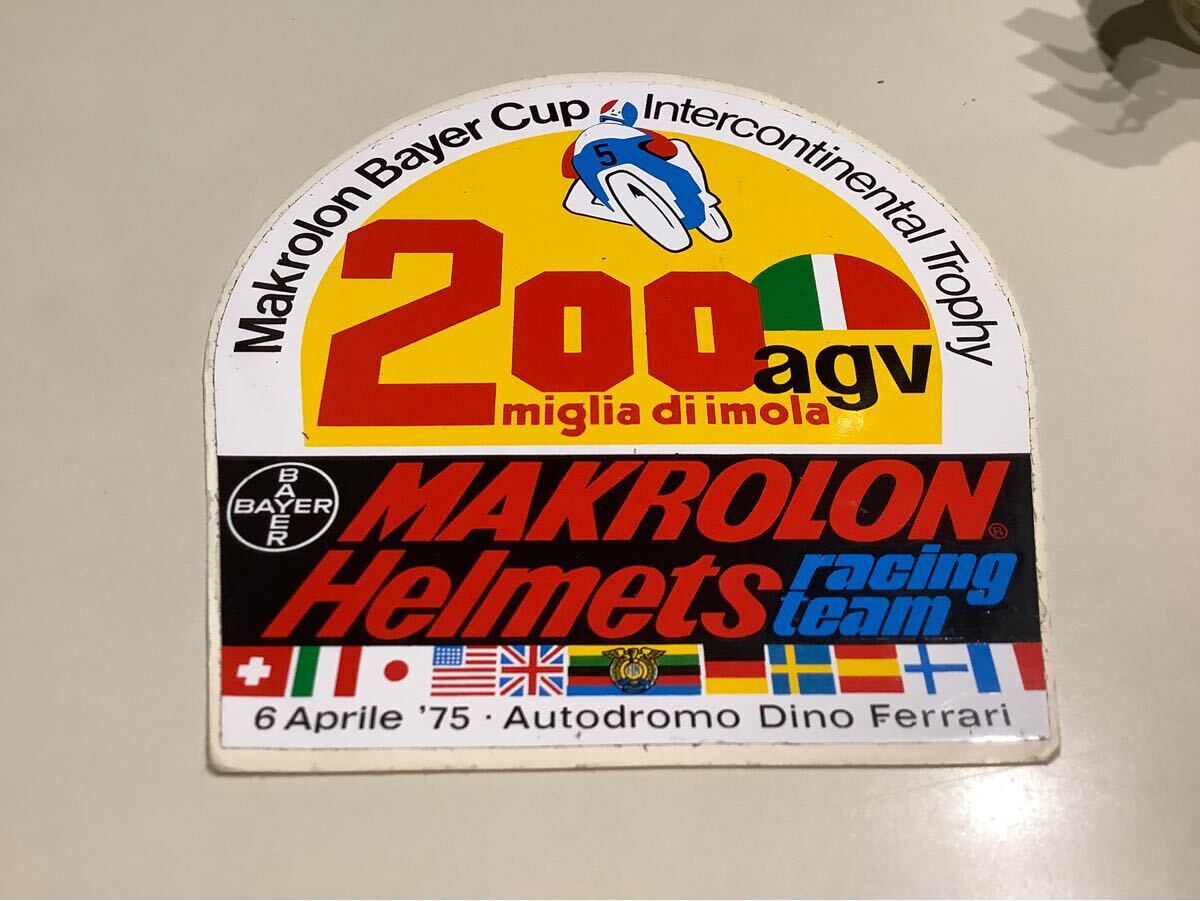 Makrolon Bayer Cup Intercontinental Trophy
5
200
agv
miglia di imola
BAYER
BAYER
MAKROLON®
Helmets racing team
6 Aprile '75 · Autodromo Dino Ferrari